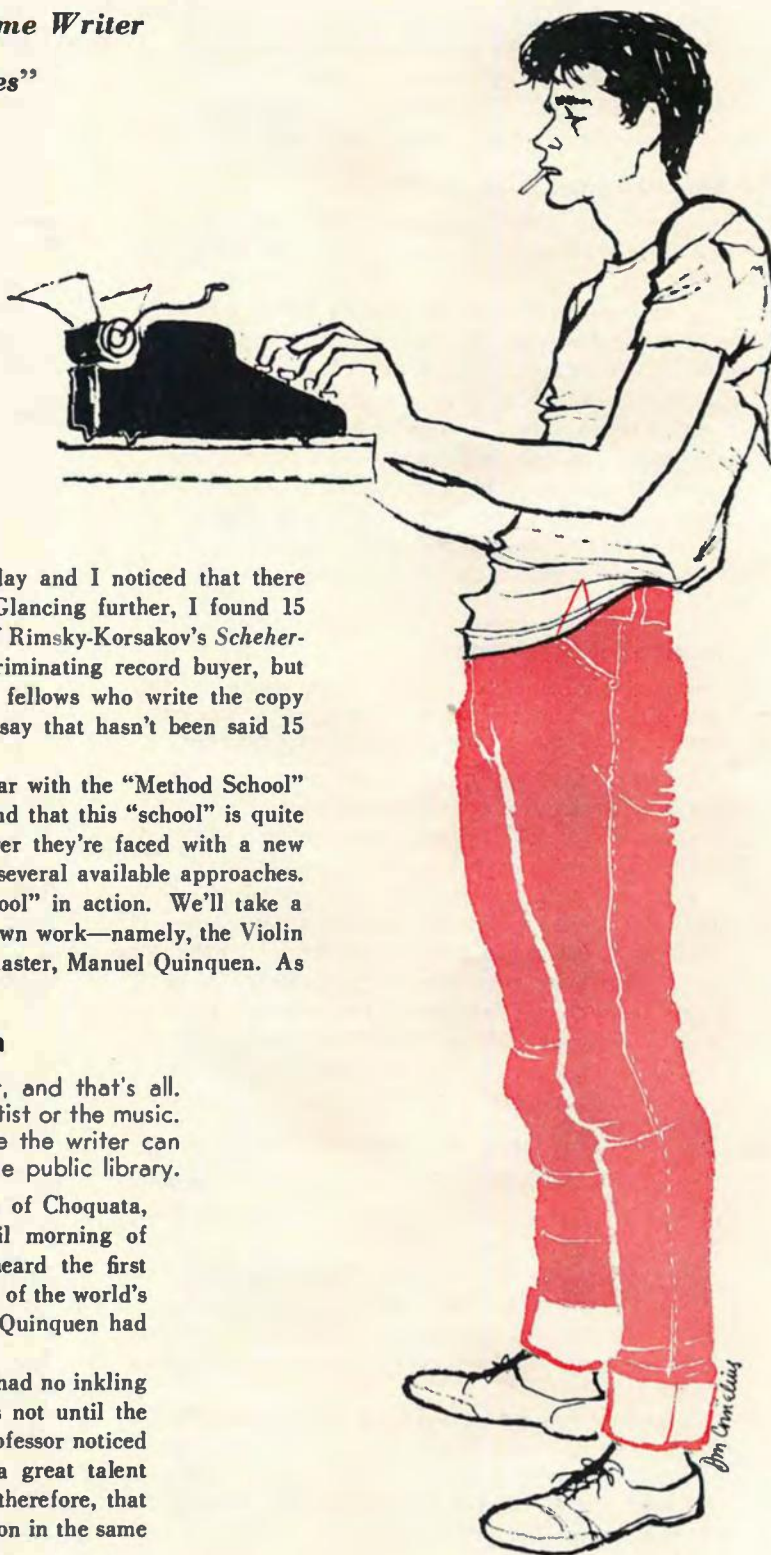 me Writer
es”
lay and I noticed that there
Glancing further, I found 15
f Rimsky-Korsakov's Scheher-
riminating record buyer, but
fellows who write the copy
say that hasn't been said 15
ar with the “Method School”
nd that this “school” is quite
er they're faced with a new
several available approaches.
ool” in action. We'll take a
wn work—namely, the Violin
aster, Manuel Quinquen. As
n
r, and that's all.
tist or the music.
e the writer can
e public library.
of Choquata,
il morning of
eard the first
of the world's
Quinquen had
had no inkling
s not until the
ofessor noticed
a great talent
therefore, that
on in the same
Jim Cornelius